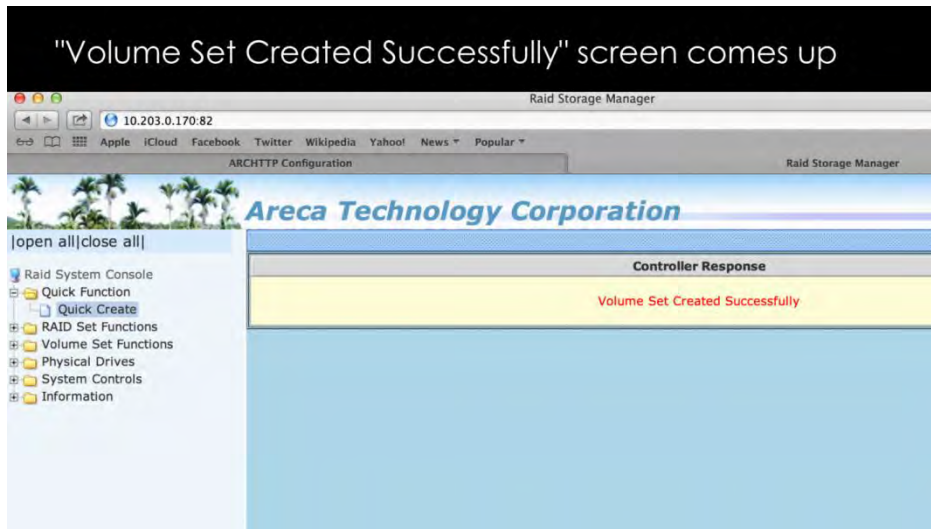 "Volume Set Created Successfully" screen comes up
Raid Storage Manager
10.203.0.170:82
Apple iCloud Facebook Twitter Wikipedia Yahoo! News Popular
ARCHTTP Configuration Raid Storage Manager
Areca Technology Corporation
|open all|close all|
Controller Response
Raid System Console
Quick Function
Volume Set Created Successfully
Quick Create
RAID Set Functions
Volume Set Functions
Physical Drives
System Controls
Information